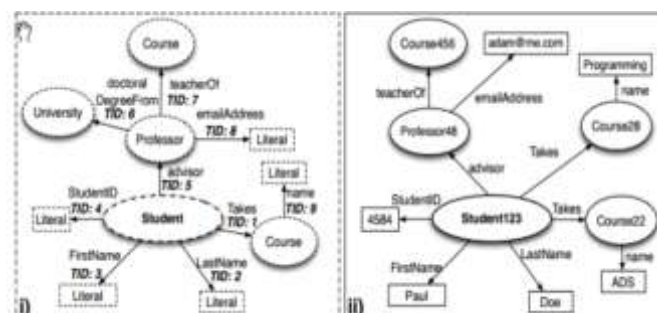 Course
doctoral
teacherOf
DegreeFrom
TID: 7
University
TID: 6
emailAddress
Professor
TID: 8
Literal
advisor
TID: 5
Literal
StudentID
TID: 4
Takes
name
Literal
Student
TID: 1
TID: 9
Course
FirstName
LastName
TID: 3
TID: 2
Literal
Literal
i)
Course456
adam@me.com
Programming
teacherOf
emailAddress
name
Professor48
Course28
Takes
advisor
StudentID
4584
Student123
Takes
Course22
FirstName
LastName
name
Paul
Doe
ADS
ii)